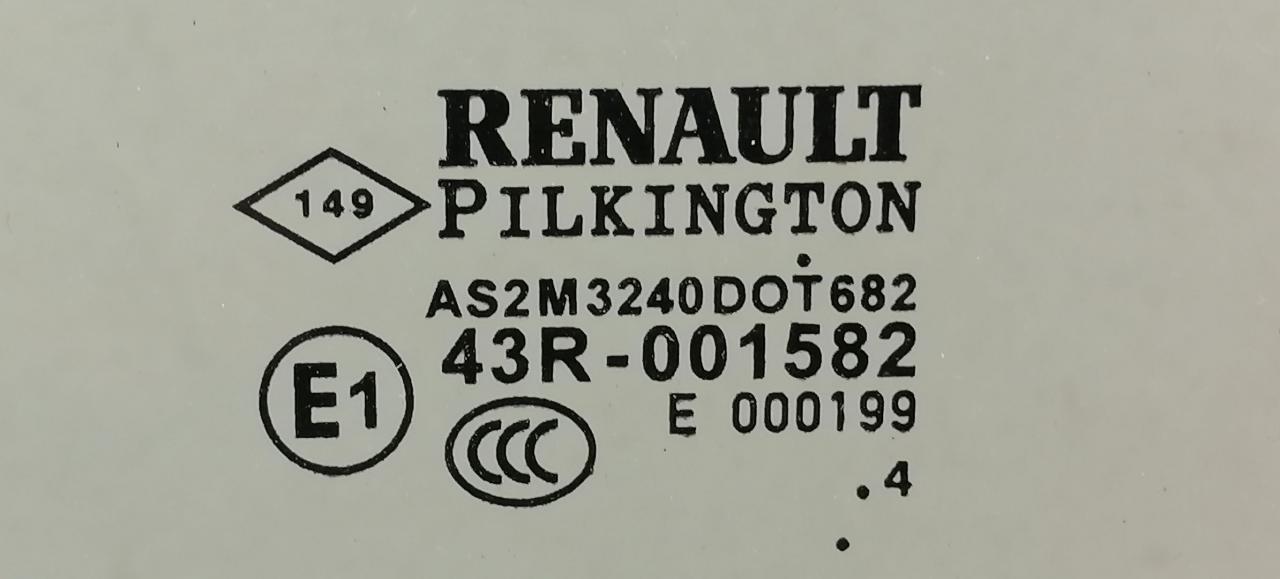 RENAULT
149
PILKINGTON
AS2M3240DOT682
43R-001582
E1
E 000199
CCC
.4
.